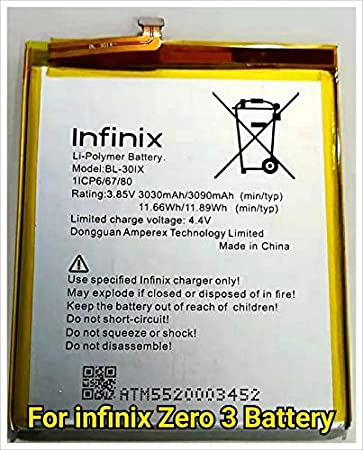 BL-30IX
Infinix
Li-Polymer Battery.
Model:BL-30IX
1ICP6/67/80
Rating:3.85V 3030mAh/3090mAh (min/typ)
11.66Wh/11.89Wh (min/typ)
Limited charge voltage: 4.4V
Dongguan Amperex Technology Limited
Made in China
Use specified Infinix charger only!
May explode if closed or disposed of in fire!
Keep the battery out of reach of children!
Do not short-circuit!
Do not squeeze or shock!
Do not disassemble!
ATM5520003452
For infinix Zero 3 Battery